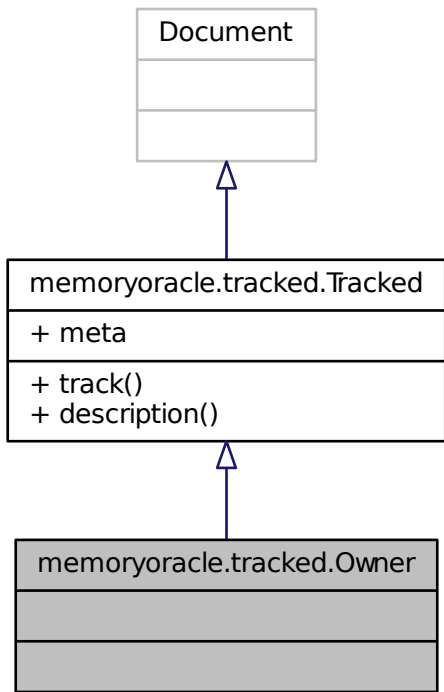 Document
memoryoracle.tracked.Tracked
+ meta
+ track()
+ description()
memoryoracle.tracked.Owner